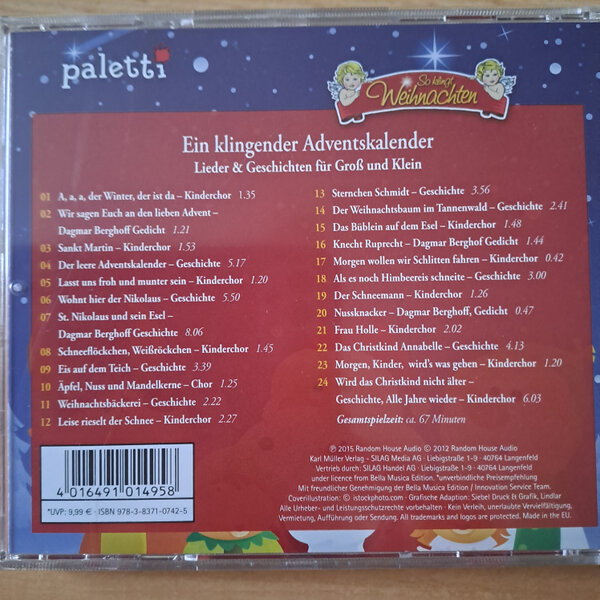 paletti
So klingt
Weihnachten
Ein klingender Adventskalender
Lieder & Geschichten für Groß und Klein
01 A, a, a, der Winter, der ist da – Kinderchor 1.35
02 Wir sagen Euch an den lieben Advent –
Dagmar Berghoff Gedicht 1.21
03 Sankt Martin – Kinderchor 1.53
04 Der leere Adventskalender – Geschichte 5.17
05 Lasst uns froh und munter sein – Kinderchor 1.20
06 Wohnt hier der Nikolaus – Geschichte 5.50
07 St. Nikolaus und sein Esel –
Dagmar Berghoff Geschichte 8.06
08 Schneeflöckchen, Weißröckchen – Kinderchor 1.45
09 Eis auf dem Teich – Geschichte 3.39
10 Äpfel, Nuss und Mandelkerne – Chor 1.25
11 Weihnachtsbäckerei – Geschichte 2.22
12 Leise rieselt der Schnee – Kinderchor 2.27
13 Sternchen Schmidt – Geschichte 3.56
14 Der Weihnachtsbaum im Tannenwald – Geschichte 2.41
15 Das Büblein auf dem Esel – Kinderchor 1.48
16 Knecht Ruprecht – Dagmar Berghof Gedicht 1.44
17 Morgen wollen wir Schlitten fahren – Kinderchor 0.42
18 Als es noch Himbeereis schneite – Geschichte 3.00
19 Der Schneemann – Kinderchor 1.26
20 Nussknacker – Dagmar Berghoff, Gedicht 0.47
21 Frau Holle – Kinderchor 2.02
22 Das Christkind Annabelle – Geschichte 4.13
23 Morgen, Kinder, wird's was geben – Kinderchor 1.20
24 Wird das Christkind nicht älter –
Geschichte, Alle Jahre wieder – Kinderchor 6.03
Gesamtspielzeit: ca. 67 Minuten
4 016491 014958
*UVP: 9,99 € · ISBN 978-3-8371-0742-5
℗ 2015 Random House Audio © 2012 Random House Audio
Karl Müller Verlag – SILAG Media AG · Liebigstraße 1–9 · 40764 Langenfeld
Vertrieb durch: SILAG Handel AG · Liebigstraße 1–9 · 40764 Langenfeld
under licence from Bella Musica Edition. *unverbindliche Preisempfehlung
Mit freundlicher Genehmigung der Bella Musica Edition / Innovation Service Team.
Coverillustration: © istockphoto.com · Grafische Adaption: Siebel Druck & Grafik, Lindlar
Alle Urheber- und Leistungsschutzrechte vorbehalten · Kein Verleih, unerlaubte Vervielfältigung,
Vermietung, Aufführung oder Sendung. All trademarks and logos are protected. Made in the EU.